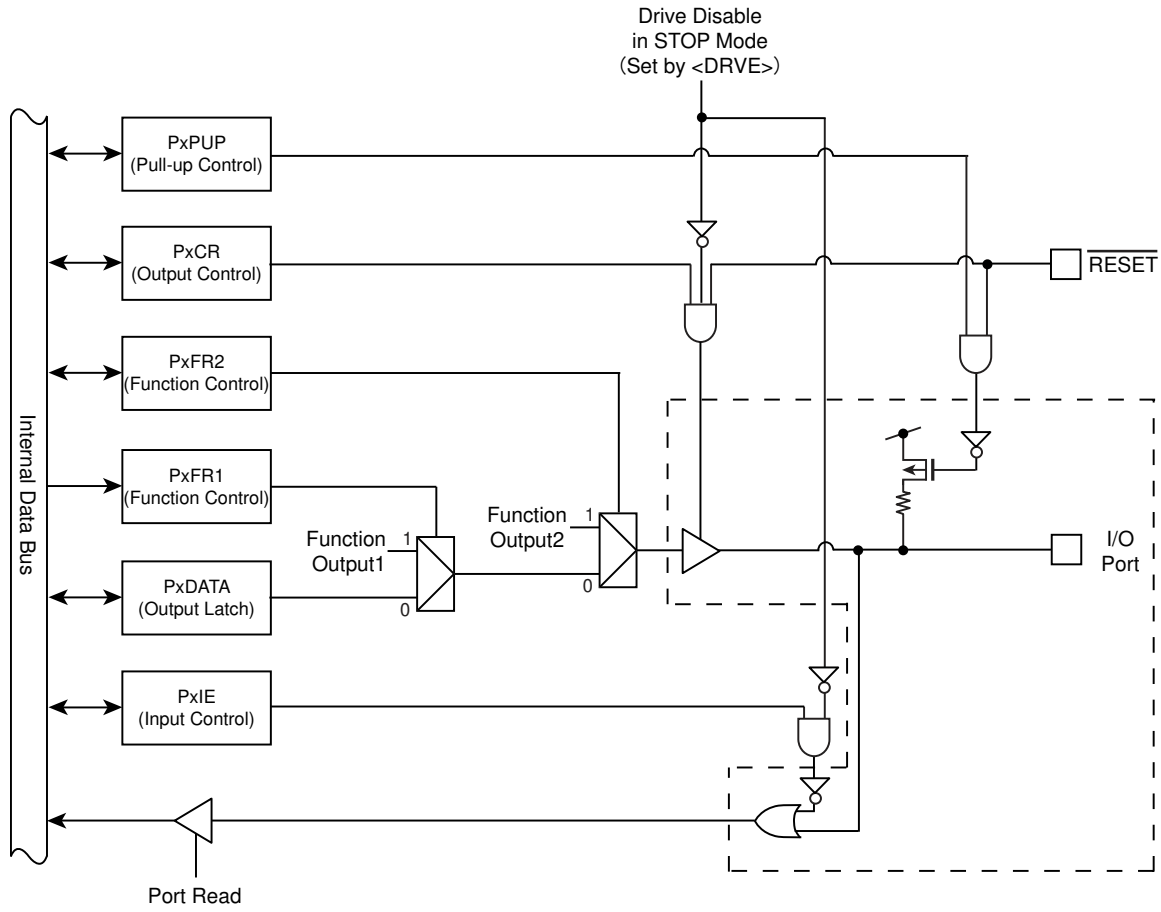 Drive Disable
in STOP Mode
(Set by <DRVE>)
PxPUP
(Pull-up Control)
PxCR
(Output Control)
RESET
PxFR2
(Function Control)
Internal Data Bus
PxFR1
(Function Control)
Function
Output1
1
0
Function
Output2
1
0
I/O
Port
PxDATA
(Output Latch)
PxIE
(Input Control)
Port Read